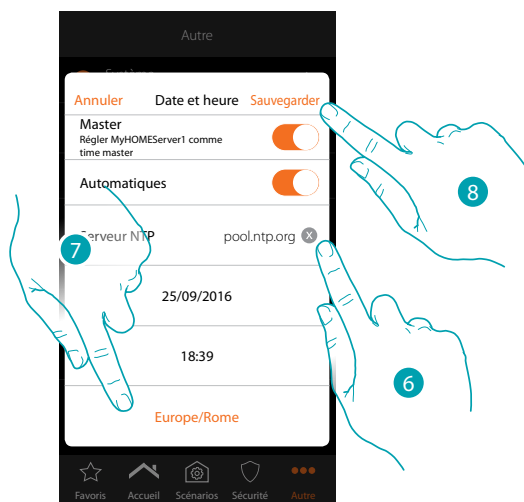 Autre
Système
Annuler Date et heure Sauvegarder
Master
Régler MyHOMEServer1 comme
time master
Automatiques
8
Serveur NTP pool.ntp.org X
7
25/09/2016
18:39
6
Europe/Rome
Favoris Accueil Scénarios Sécurité Autre